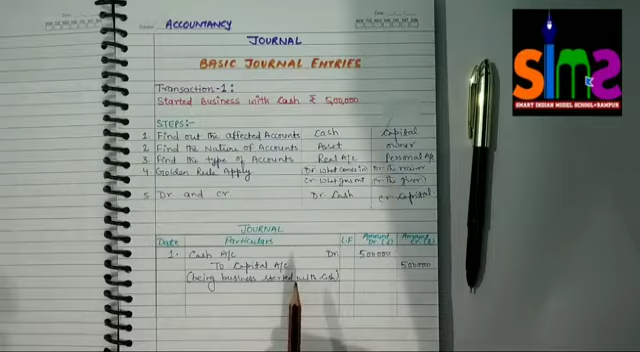 ACCOUNTANCY
JOURNAL
BASIC JOURNAL ENTRIES
Transaction-1:
Started Business with Cash ₹ 5,00,000
STEPS:-
1. Find out the affected Accounts Cash Capital
2. Find the Nature of Accounts Asset owner
3. Find the type of Accounts Real A/c Personal A/c
4. Golden Rule Apply (Dr. What comes in) (Dr. the receiver
Cr. What goes out Cr. the giver)
5. Dr and Cr. Dr Cash Cr. Capital
JOURNAL
Date Particulars L.F Amount Dr (₹) Amount Cr (₹)
1. Cash A/c Dr. 500000
To Capital A/c 500000
(being business started with Cash)
SIMS
SMART INDIAN MODEL SCHOOL-RAMPUR